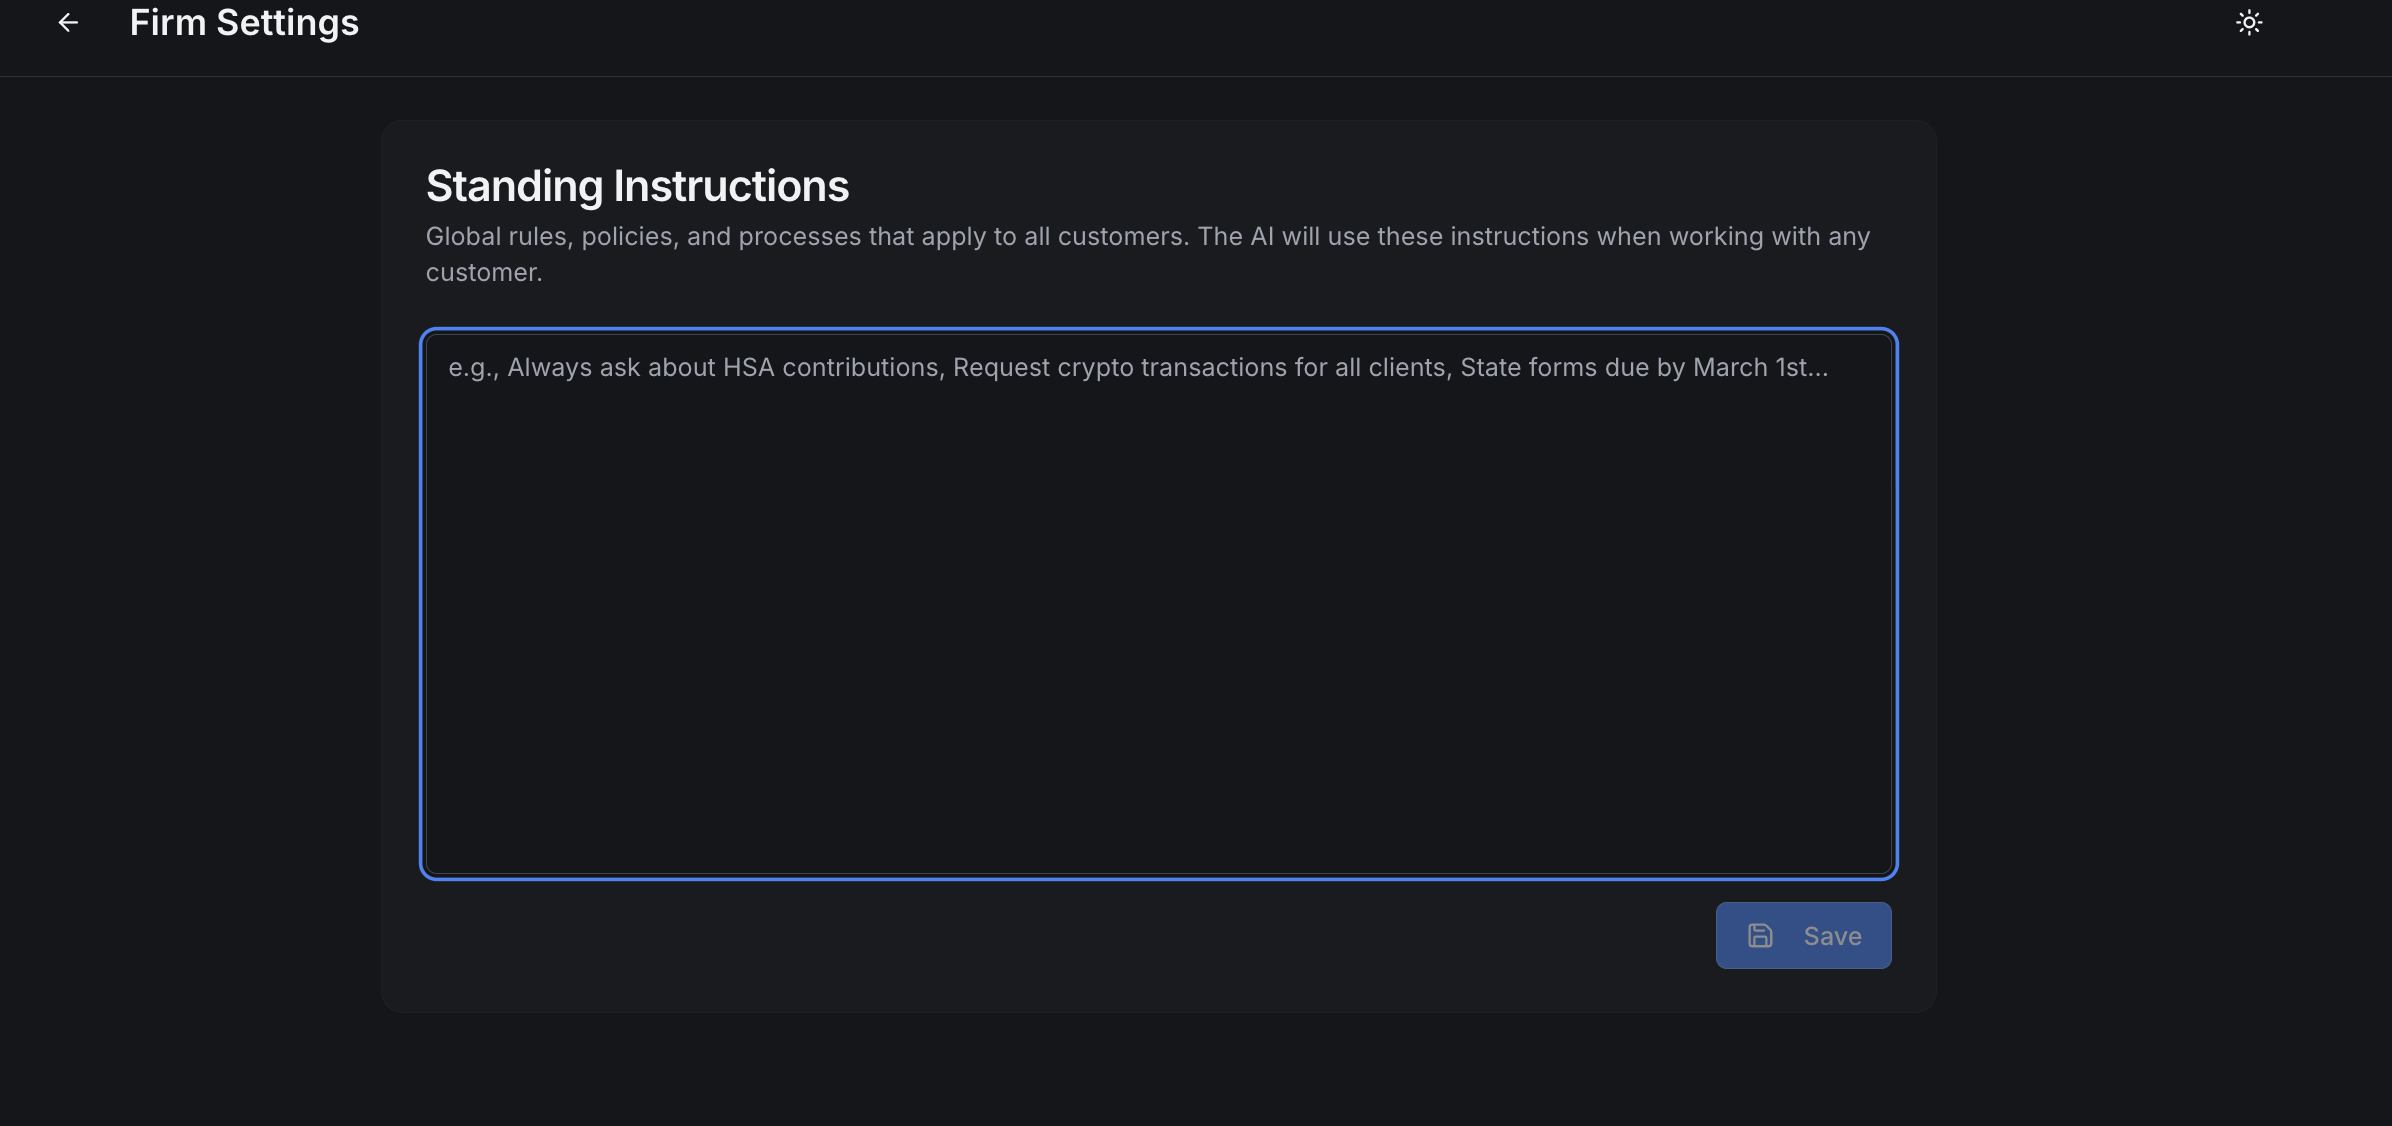 Firm Settings
Standing Instructions
Global rules, policies, and processes that apply to all customers. The AI will use these instructions when working with any
customer.
e.g., Always ask about HSA contributions, Request crypto transactions for all clients, State forms due by March 1st...
Save